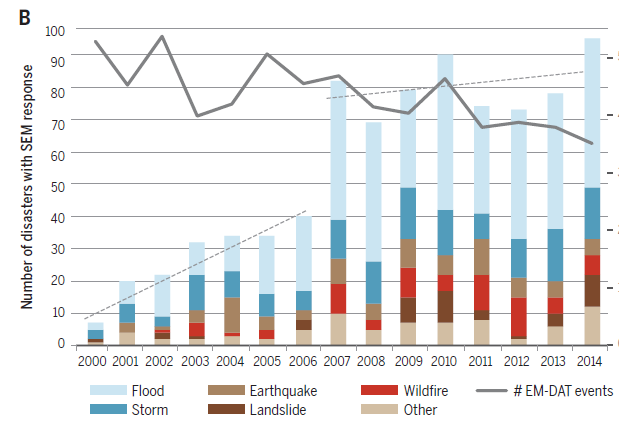 B
Number of disasters with SEM response
100
90
80
70
60
50
40
30
20
10
0
2000 2001 2002 2003 2004 2005 2006 2007 2008 2009 2010 2011 2012 2013 2014
Flood Earthquake Wildfire # EM-DAT events
Storm Landslide Other